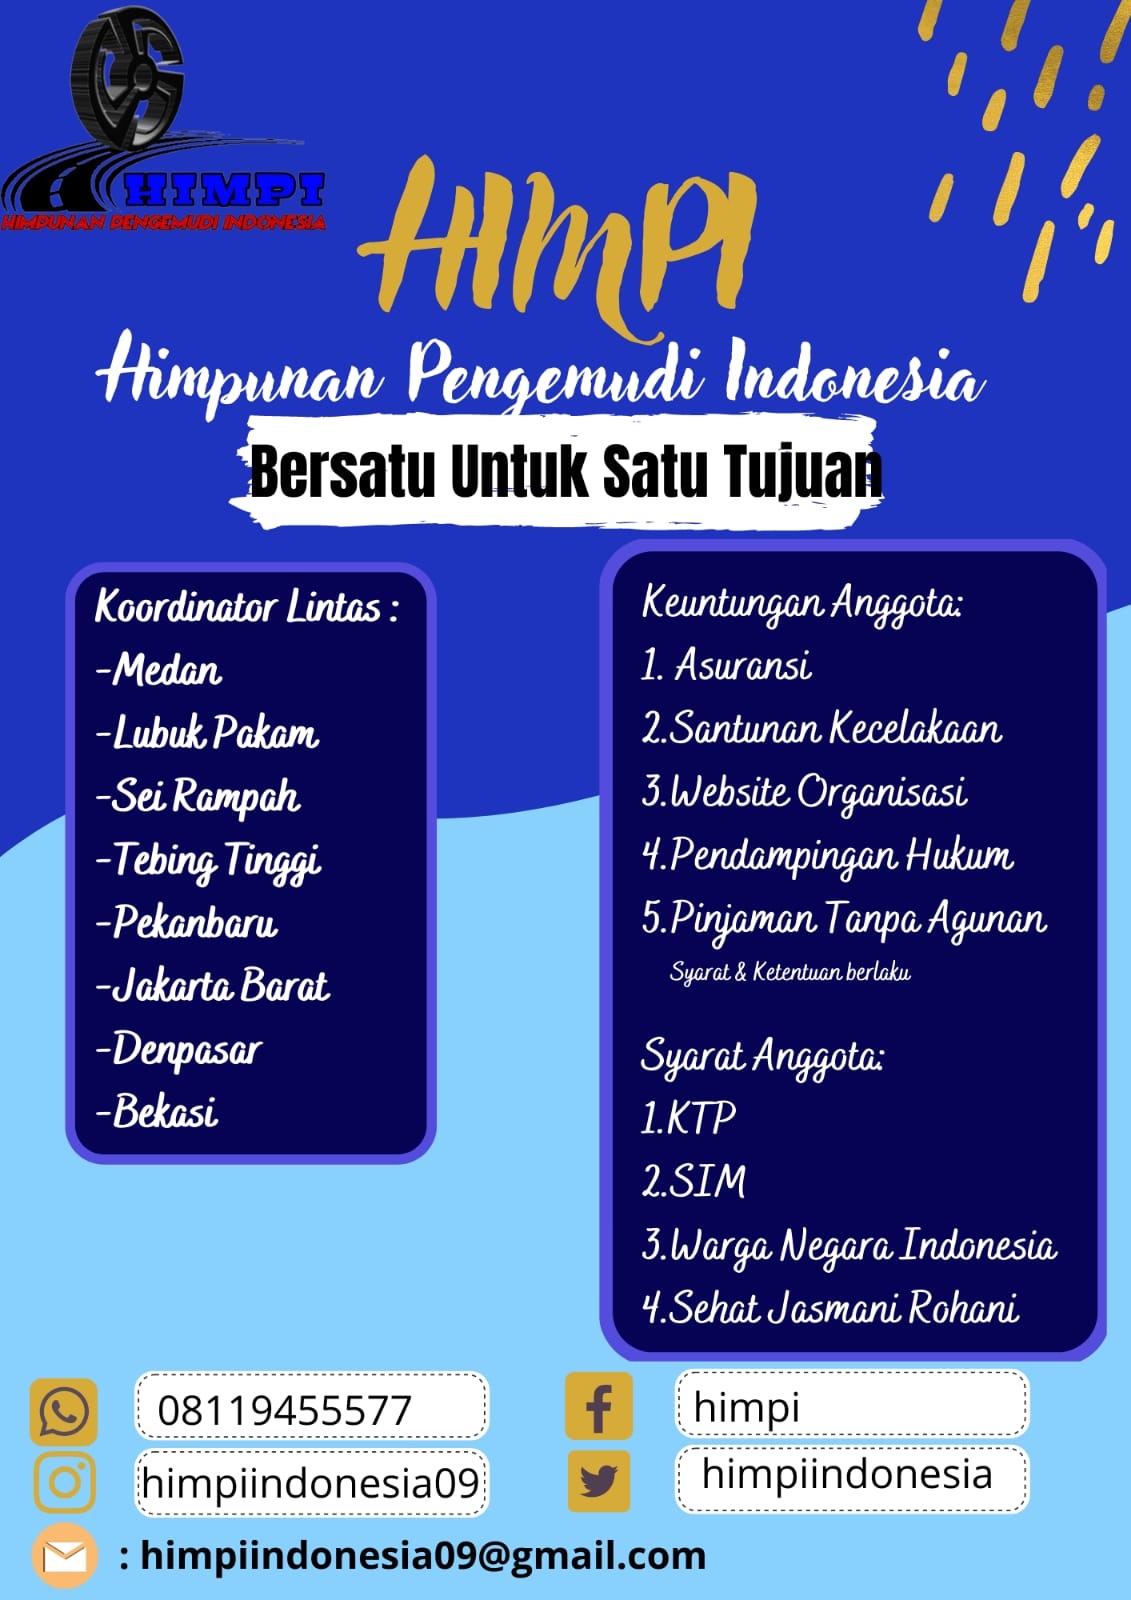 HIMPI
HIMPUNAN PENGEMUDI INDONESIA
HIMPI
Himpunan Pengemudi Indonesia
Bersatu Untuk Satu Tujuan
Koordinator Lintas :
-Medan
-Lubuk Pakam
-Sei Rampah
-Tebing Tinggi
-Pekanbaru
-Jakarta Barat
-Denpasar
-Bekasi
Keuntungan Anggota:
1. Asuransi
2.Santunan Kecelakaan
3.Website Organisasi
4.Pendampingan Hukum
5.Pinjaman Tanpa Agunan
Syarat & Ketentuan berlaku
Syarat Anggota:
1.KTP
2.SIM
3.Warga Negara Indonesia
4.Sehat Jasmani Rohani
08119455577
himpi
himpiindonesia09
himpiindonesia
: himpiindonesia09@gmail.com